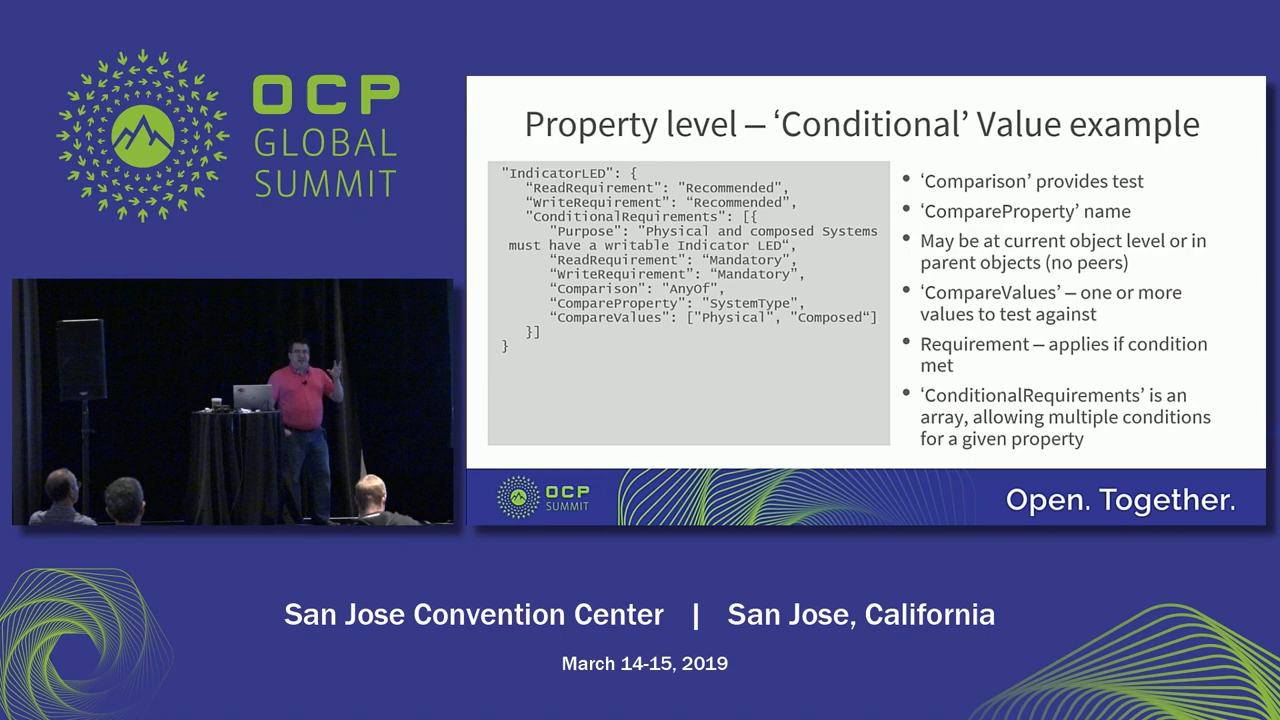 OCP
GLOBAL
SUMMIT
Property level – ‘Conditional’ Value example
"IndicatorLED": {
"ReadRequirement": "Recommended",
"WriteRequirement": "Recommended",
"ConditionalRequirements": [{
"Purpose": "Physical and composed Systems
must have a writable Indicator LED",
"ReadRequirement": "Mandatory",
"WriteRequirement": "Mandatory",
"Comparison": "AnyOf",
"CompareProperty": "SystemType",
"CompareValues": ["Physical", "Composed"]
}]
}
• ‘Comparison’ provides test
• ‘CompareProperty’ name
• May be at current object level or in
parent objects (no peers)
• ‘CompareValues’ – one or more
values to test against
• Requirement – applies if condition
met
• ‘ConditionalRequirements’ is an
array, allowing multiple conditions
for a given property
OCP
SUMMIT
Open. Together.
San Jose Convention Center | San Jose, California
March 14-15, 2019